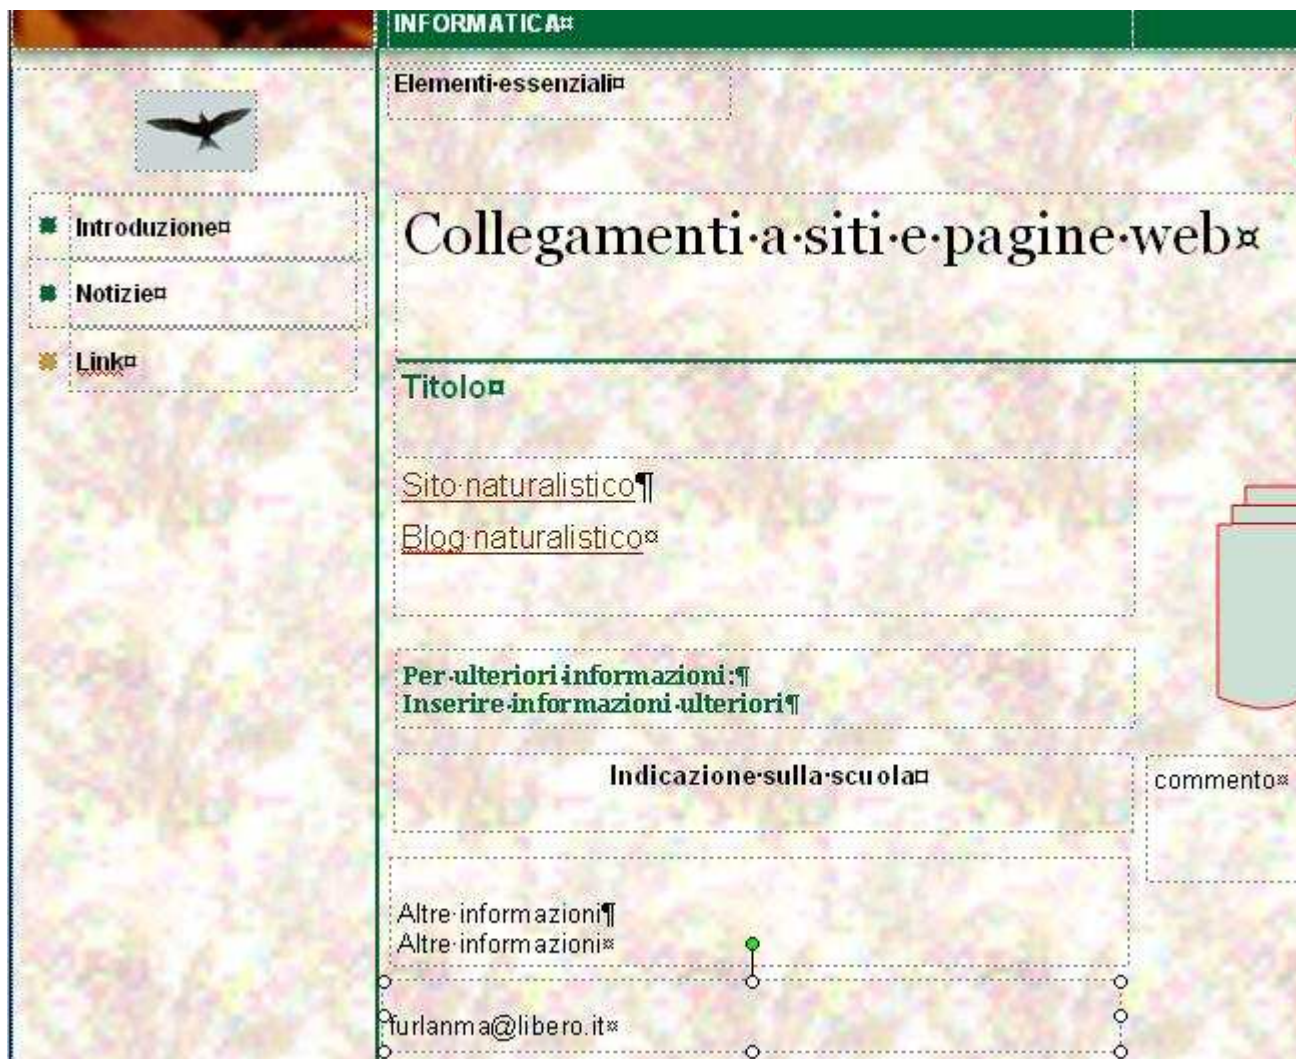 INFORMATICA¤
Elementi·essenziali¤
Introduzione¤
Notizie¤
Link¤
Collegamenti·a·siti·e·pagine·web¤
Titolo¤
Sito·naturalistico¶
Blog·naturalistico¤
Per·ulteriori·informazioni:¶
Inserire·informazioni·ulteriori¶
Indicazione·sulla·scuola¤
commento¤
Altre·informazioni¶
Altre·informazioni¤
furlanma@libero.it¤